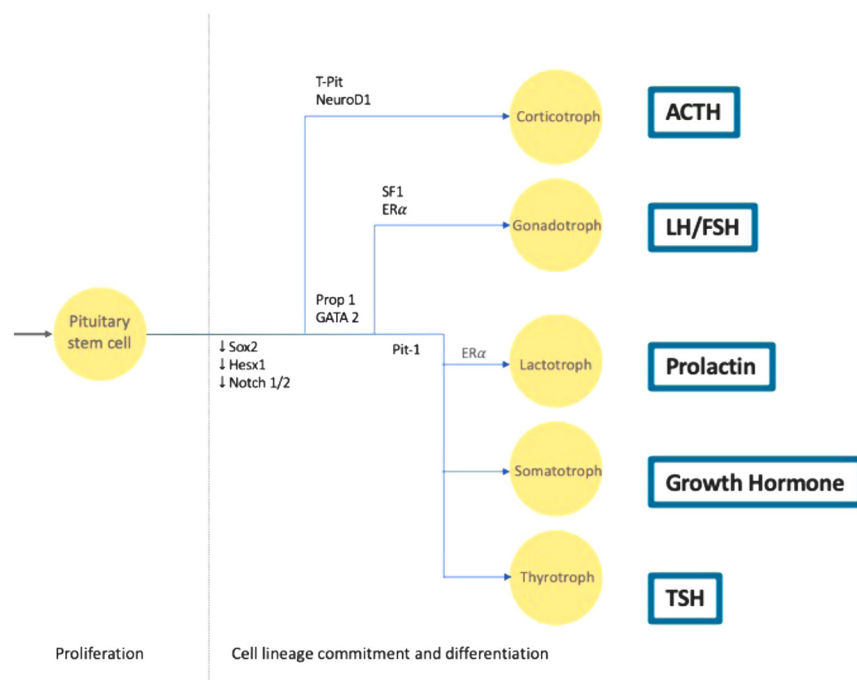 T-Pit
NeuroD1
Corticotroph
ACTH
SF1
ERα
Gonadotroph
LH/FSH
Pituitary
stem cell
Prop 1
GATA 2
↓ Sox2
↓ Hesx1
↓ Notch 1/2
Pit-1
ERα
Lactotroph
Prolactin
Somatotroph
Growth Hormone
Thyrotroph
TSH
Proliferation
Cell lineage commitment and differentiation